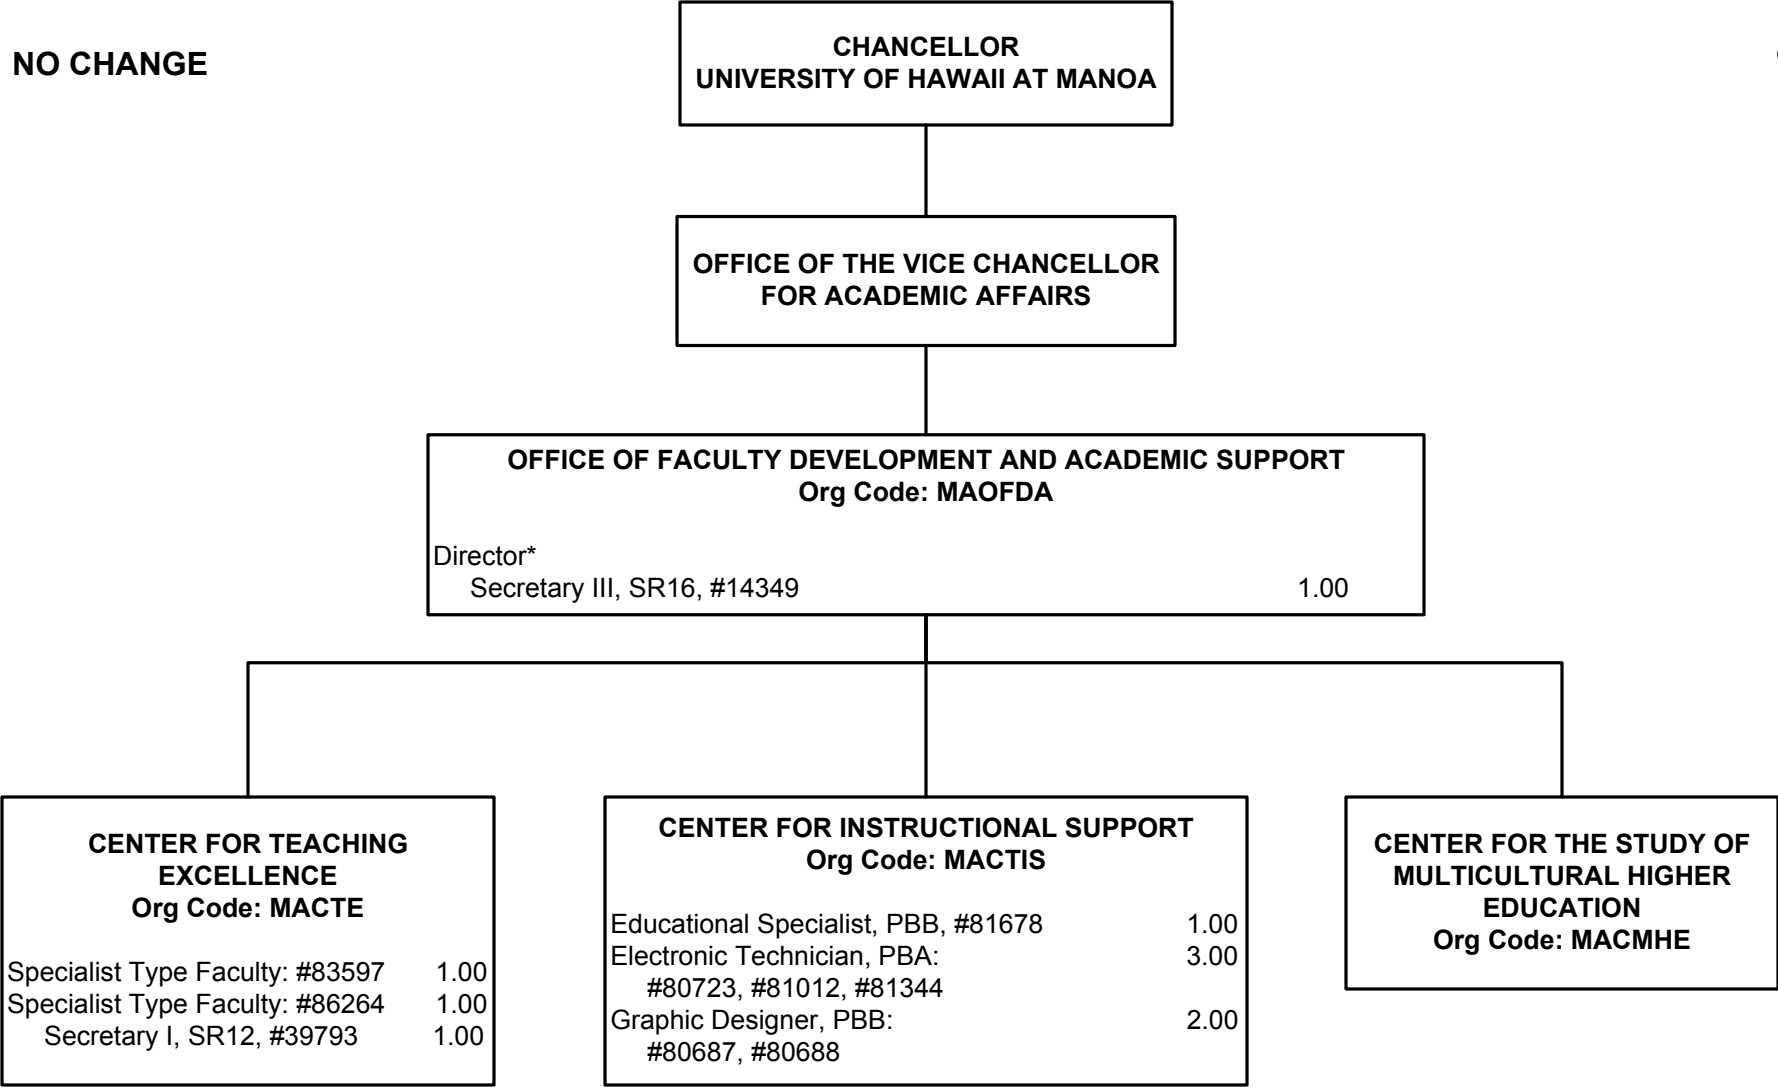 NO CHANGE
CHANCELLOR
UNIVERSITY OF HAWAII AT MANOA
OFFICE OF THE VICE CHANCELLOR
FOR ACADEMIC AFFAIRS
OFFICE OF FACULTY DEVELOPMENT AND ACADEMIC SUPPORT
Org Code: MAOFDA
Director*
Secretary III, SR16, #14349 1.00
CENTER FOR TEACHING
EXCELLENCE
Org Code: MACTE
Specialist Type Faculty: #83597 1.00
Specialist Type Faculty: #86264 1.00
Secretary I, SR12, #39793 1.00
CENTER FOR INSTRUCTIONAL SUPPORT
Org Code: MACTIS
Educational Specialist, PBB, #81678 1.00
Electronic Technician, PBA: 3.00
#80723, #81012, #81344
Graphic Designer, PBB: 2.00
#80687, #80688
CENTER FOR THE STUDY OF
MULTICULTURAL HIGHER
EDUCATION
Org Code: MACMHE